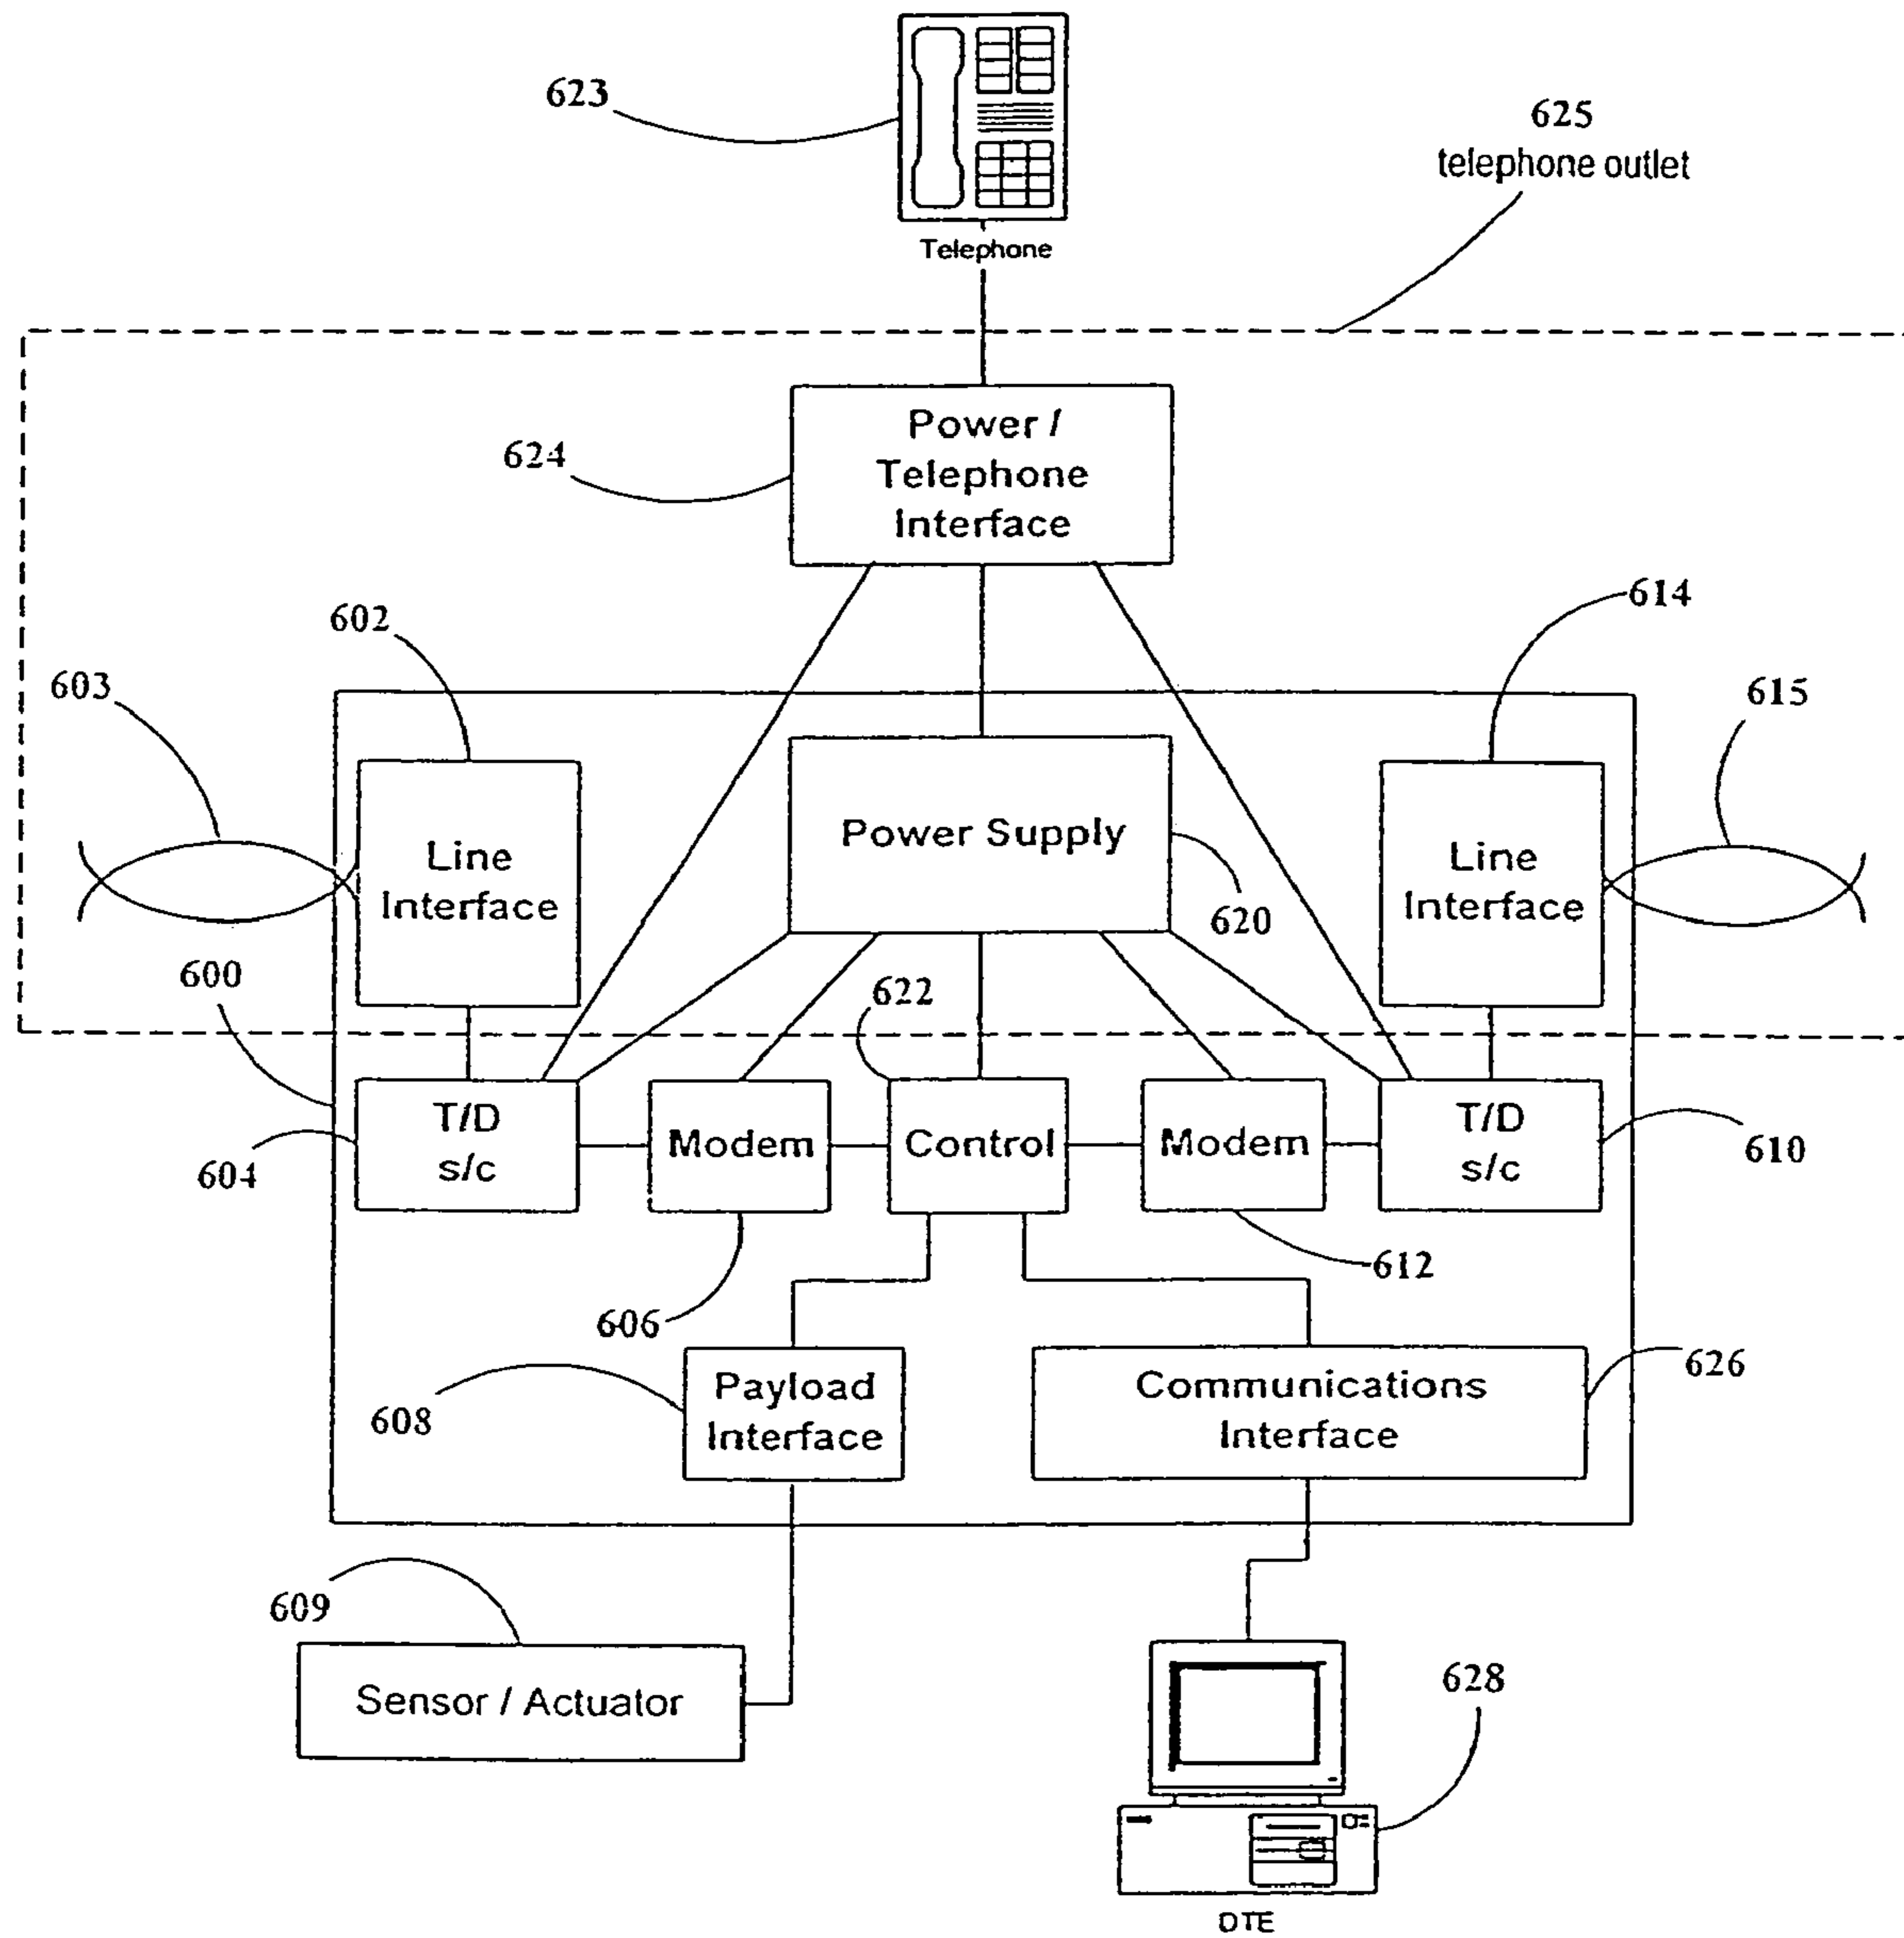 623
625
telephone outlet
Telephone
624
Power /
Telephone
Interface
602
614
603
615
Line
Interface
Power Supply
Line
Interface
620
600
622
604
T/D
s/c
Modem
Control
Modem
T/D
s/c
610
606
612
608
Payload
Interface
Communications
Interface
626
609
Sensor / Actuator
628
DTE